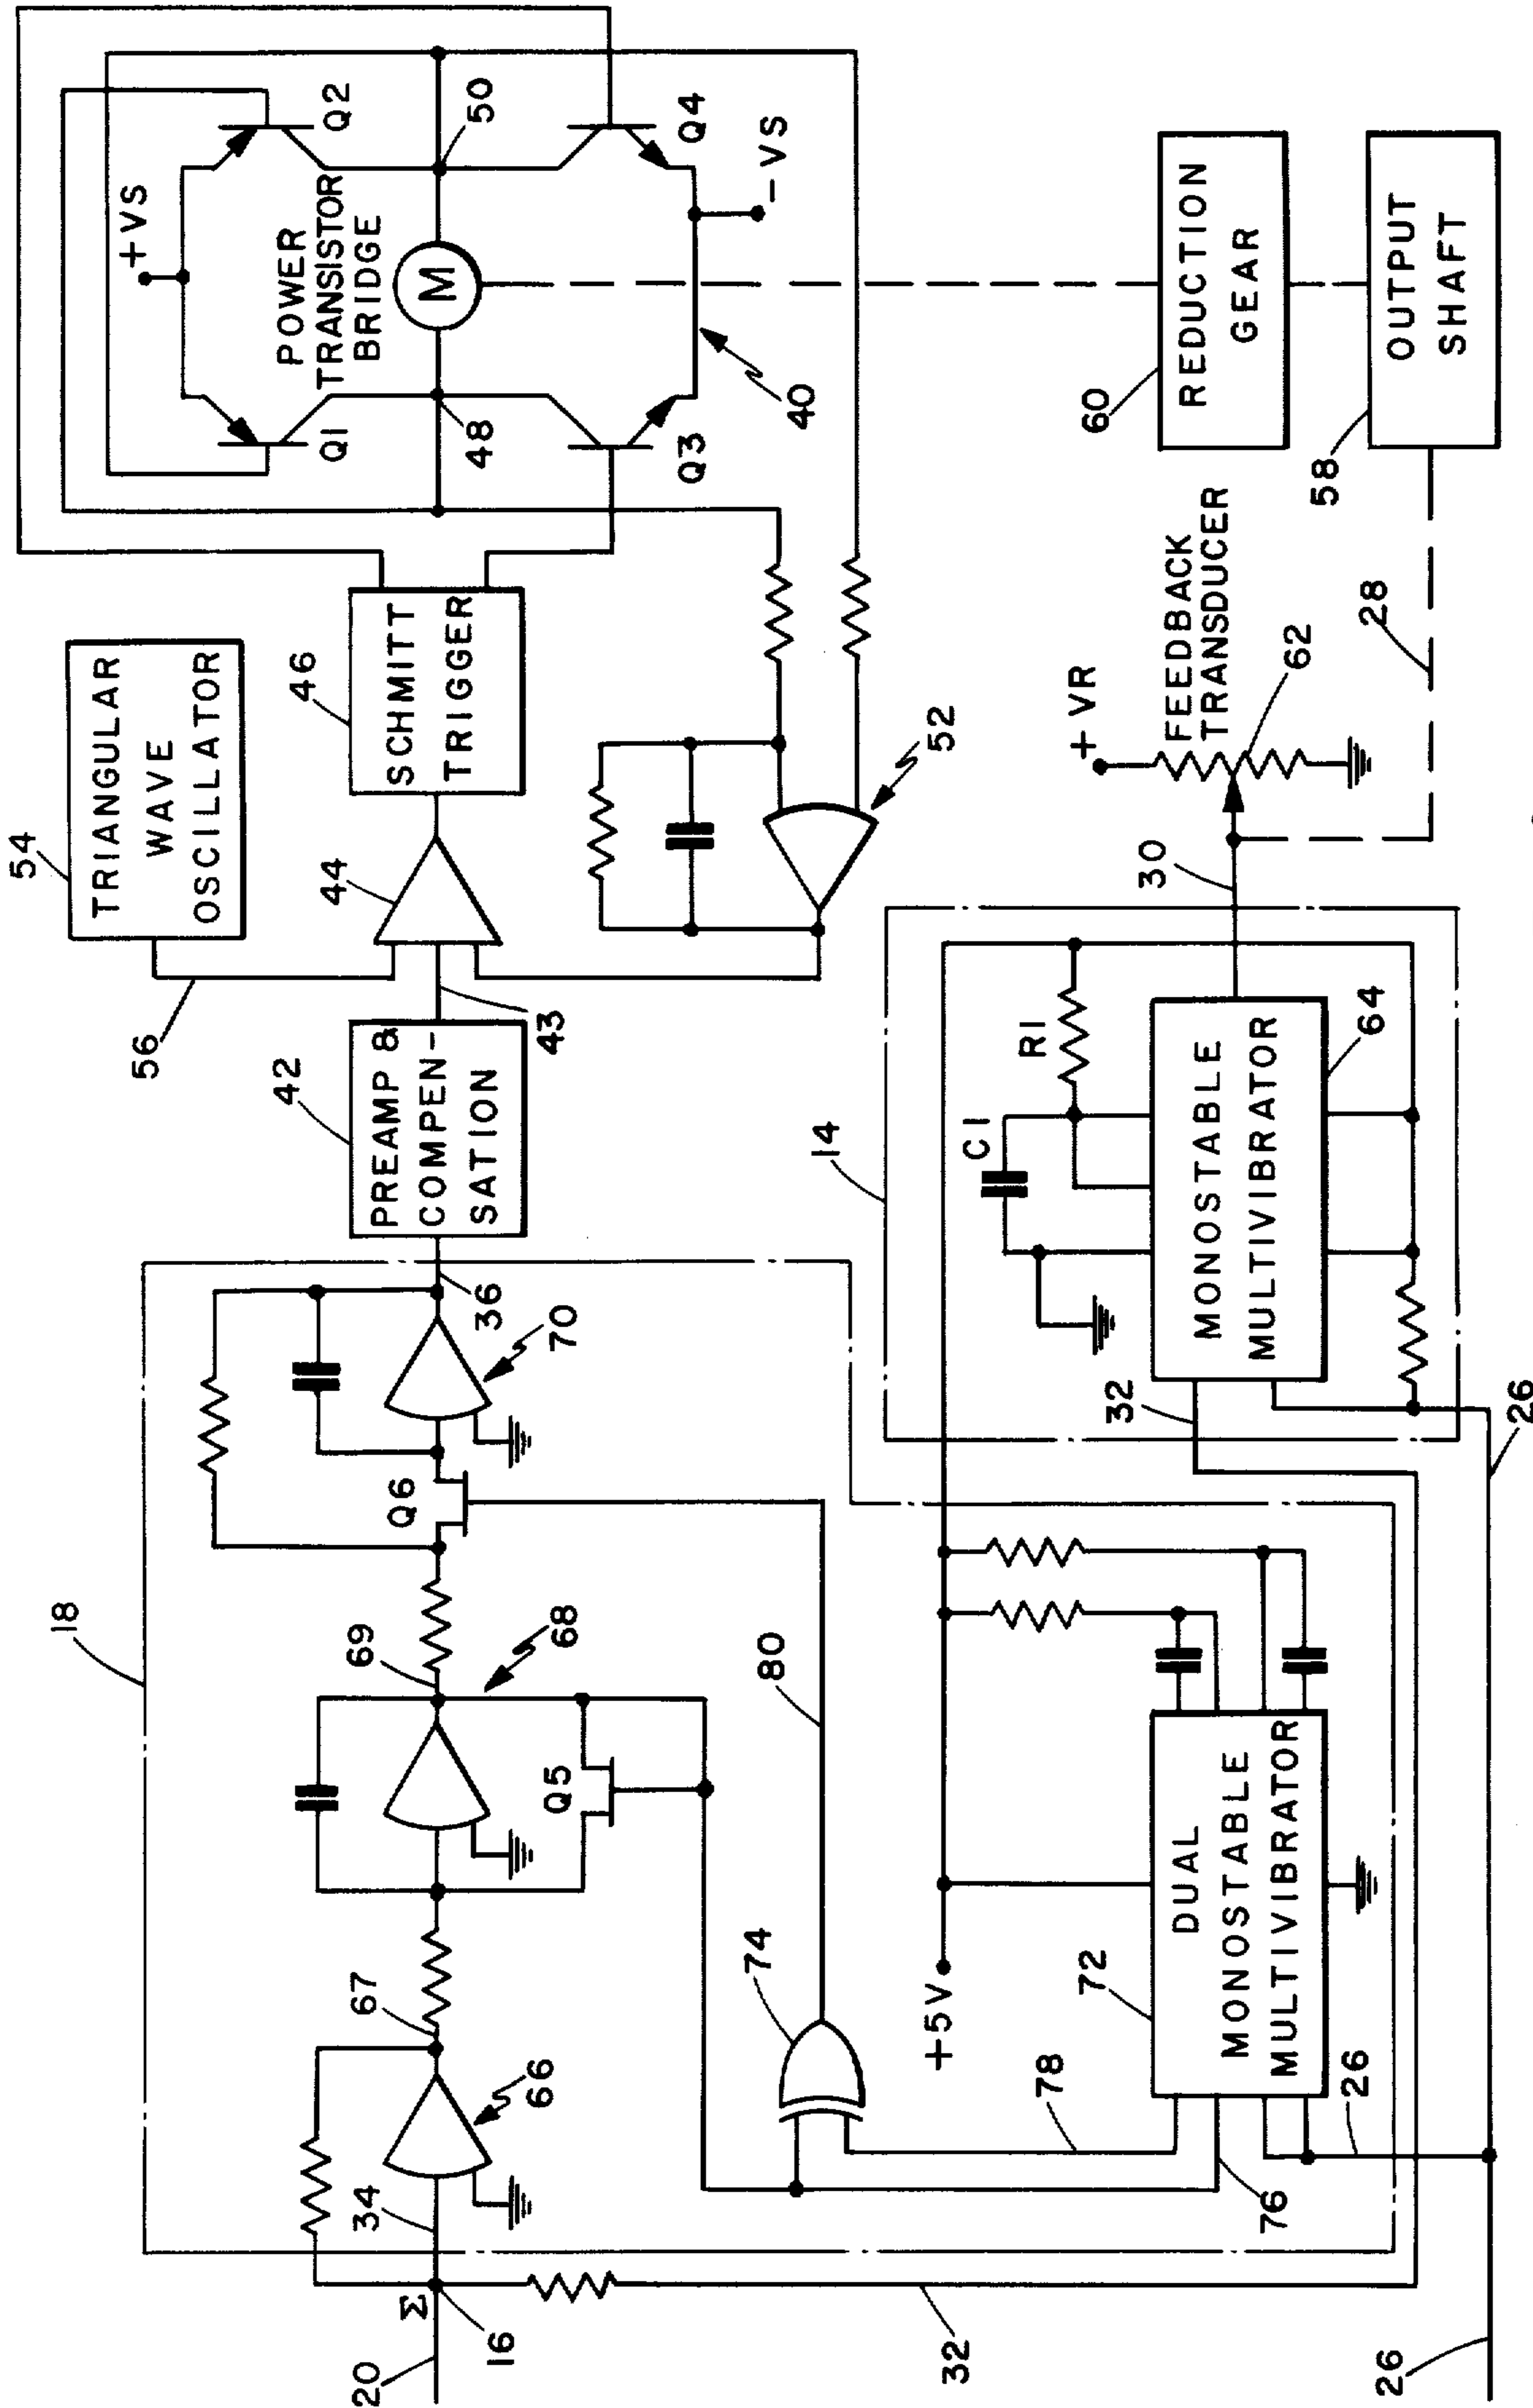 18
54
TRIANGULAR
WAVE
OSCILLATOR
56
+VS
POWER
TRANSISTOR
BRIDGE
Q1
Q2
M
48
50
Q3
Q4
-VS
40
20
Σ
16
34
66
67
68
69
Q5
Q6
70
36
42
PREAMP &
COMPEN-
SATION
43
44
46
SCHMITT
TRIGGER
52
74
80
78
76
+5V
72
DUAL
MONOSTABLE
MULTIVIBRATOR
26
32
26
14
C1
R1
MONOSTABLE
MULTIVIBRATOR
64
32
26
30
+VR
FEEDBACK
TRANSDUCER
62
28
60
REDUCTION
GEAR
58
OUTPUT
SHAFT